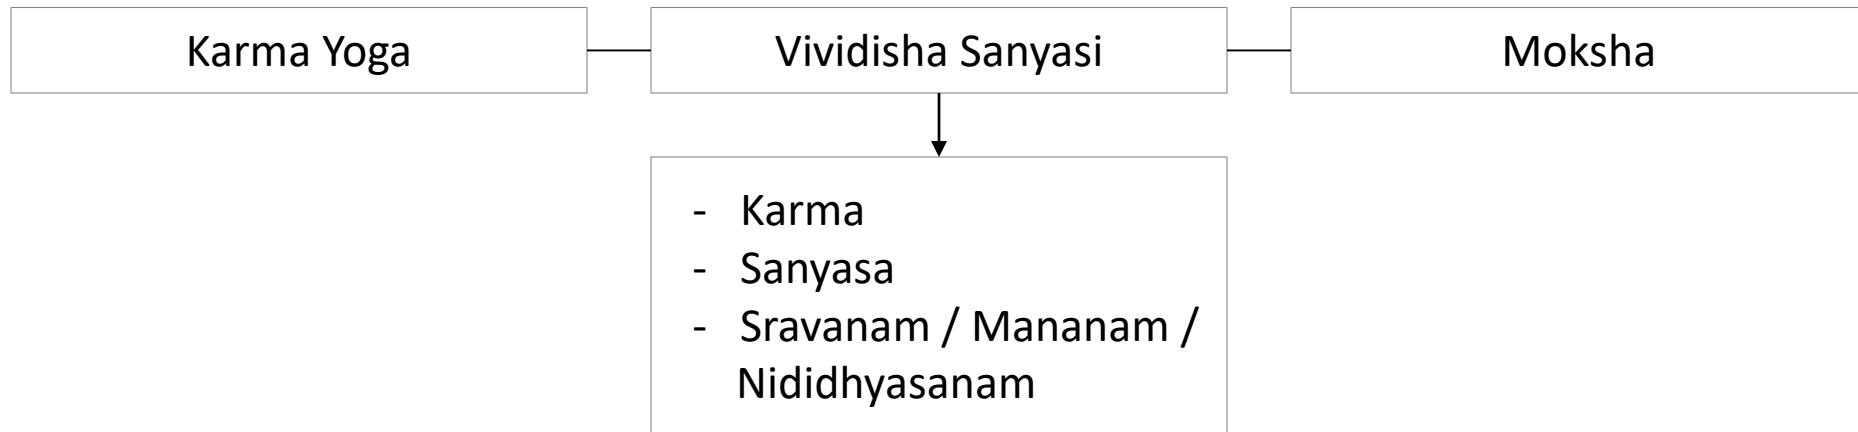 Karma Yoga
Vividisha Sanyasi
Moksha
- Karma
- Sanyasa
- Sravanam / Mananam /
Nididhyasanam